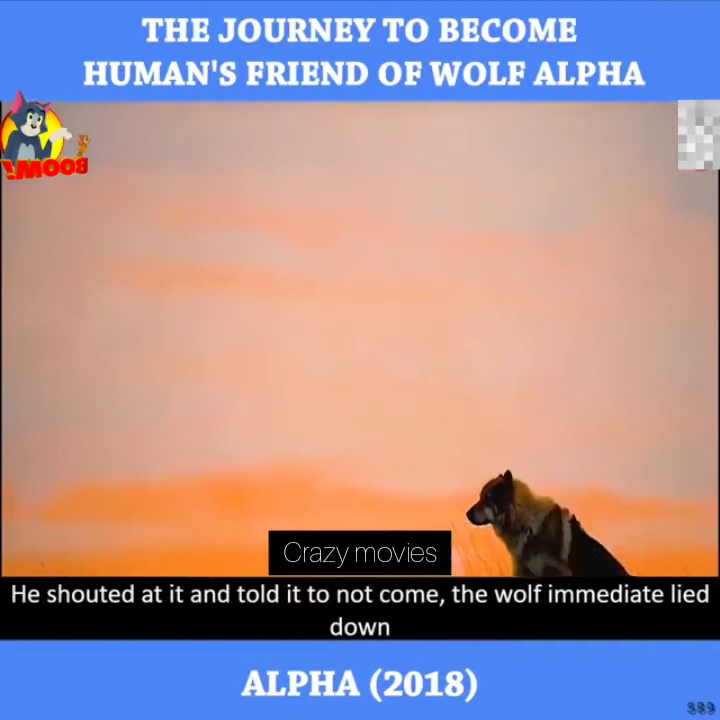 THE JOURNEY TO BECOME
HUMAN'S FRIEND OF WOLF ALPHA
BOOM!
Crazy movies
He shouted at it and told it to not come, the wolf immediate lied
down
ALPHA (2018)